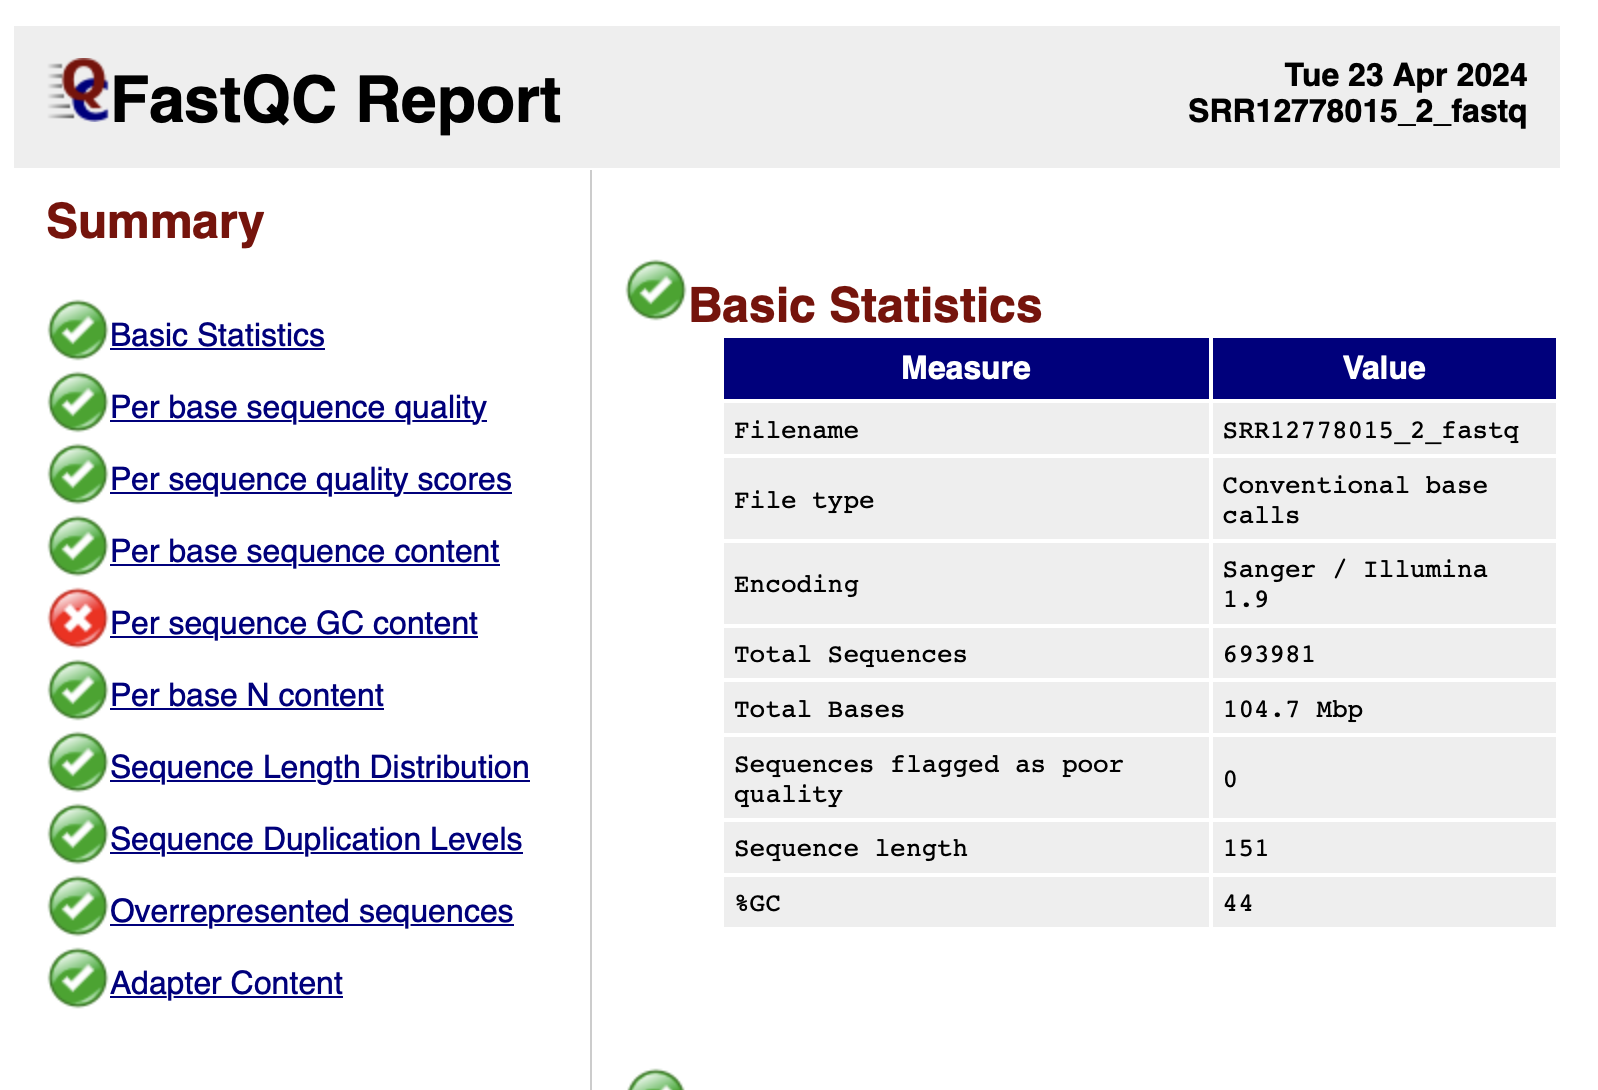 FastQC Report
Tue 23 Apr 2024
SRR12778015_2_fastq
Summary
Basic Statistics
Per base sequence quality
Per sequence quality scores
Per base sequence content
Per sequence GC content
Per base N content
Sequence Length Distribution
Sequence Duplication Levels
Overrepresented sequences
Adapter Content
Basic Statistics
Measure Value
Filename SRR12778015_2_fastq
File type Conventional base
calls
Encoding Sanger / Illumina
1.9
Total Sequences 693981
Total Bases 104.7 Mbp
Sequences flagged as poor
quality 0
Sequence length 151
%GC 44